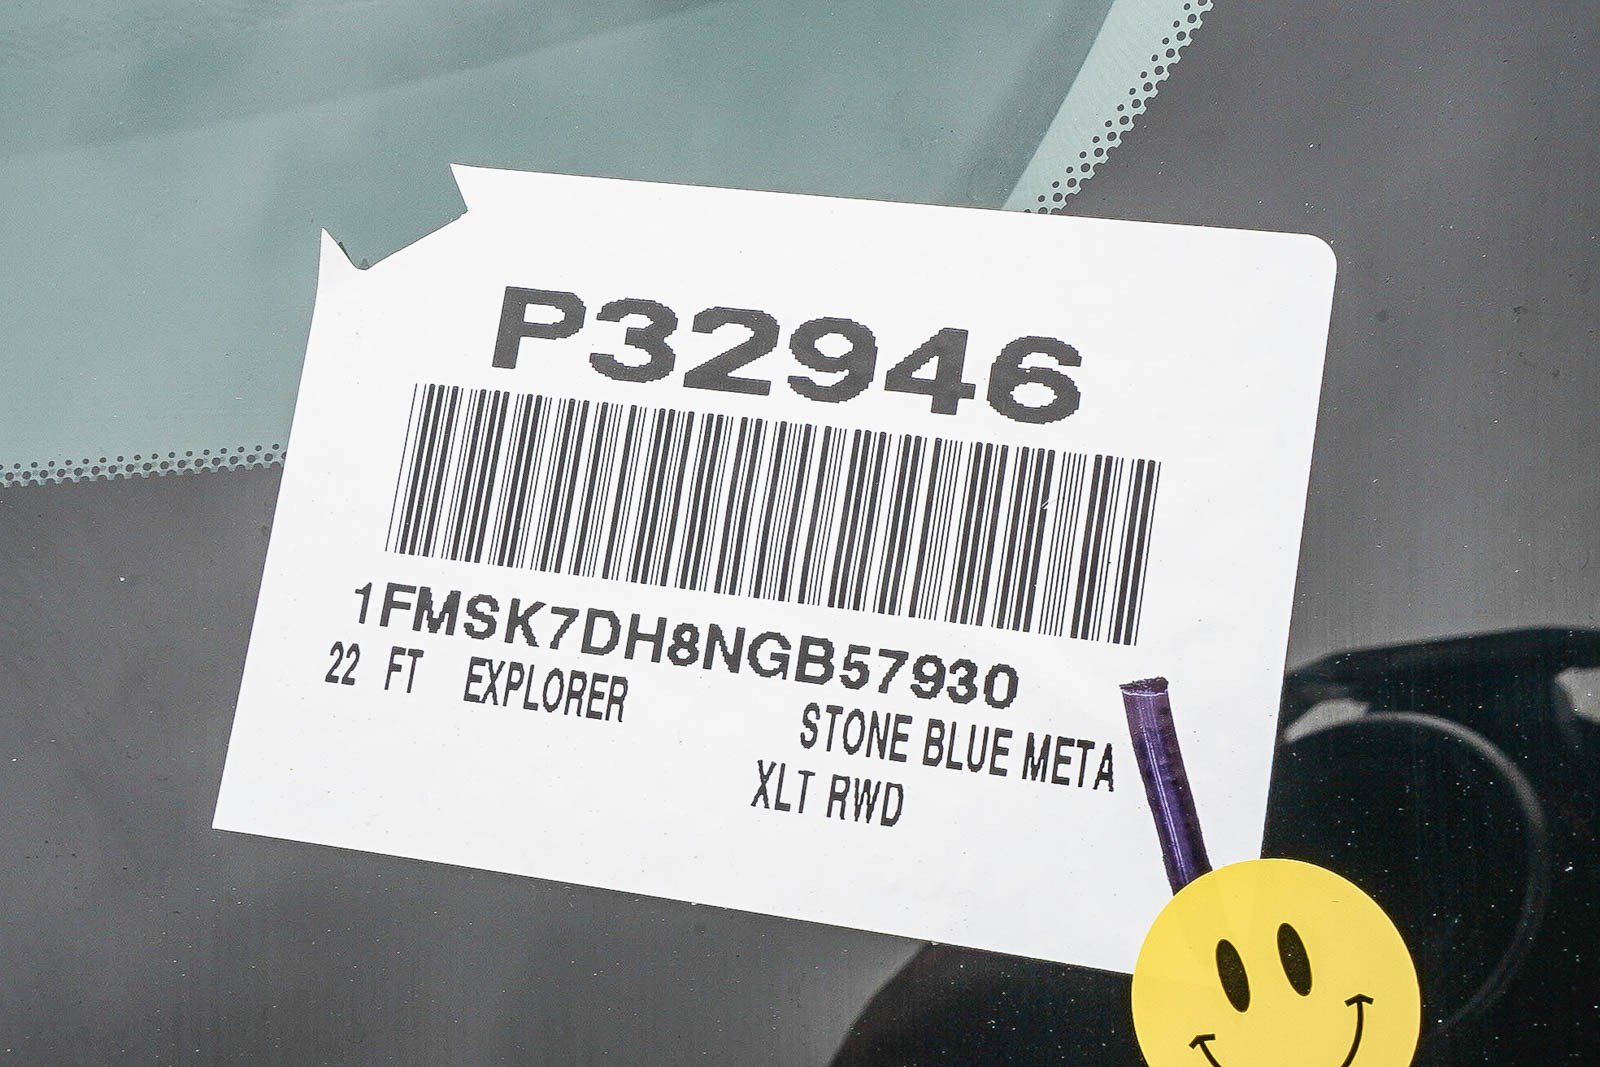 P32946
1FMSK7DH8NGB57930
22 FT EXPLORER
STONE BLUE META
XLT RWD